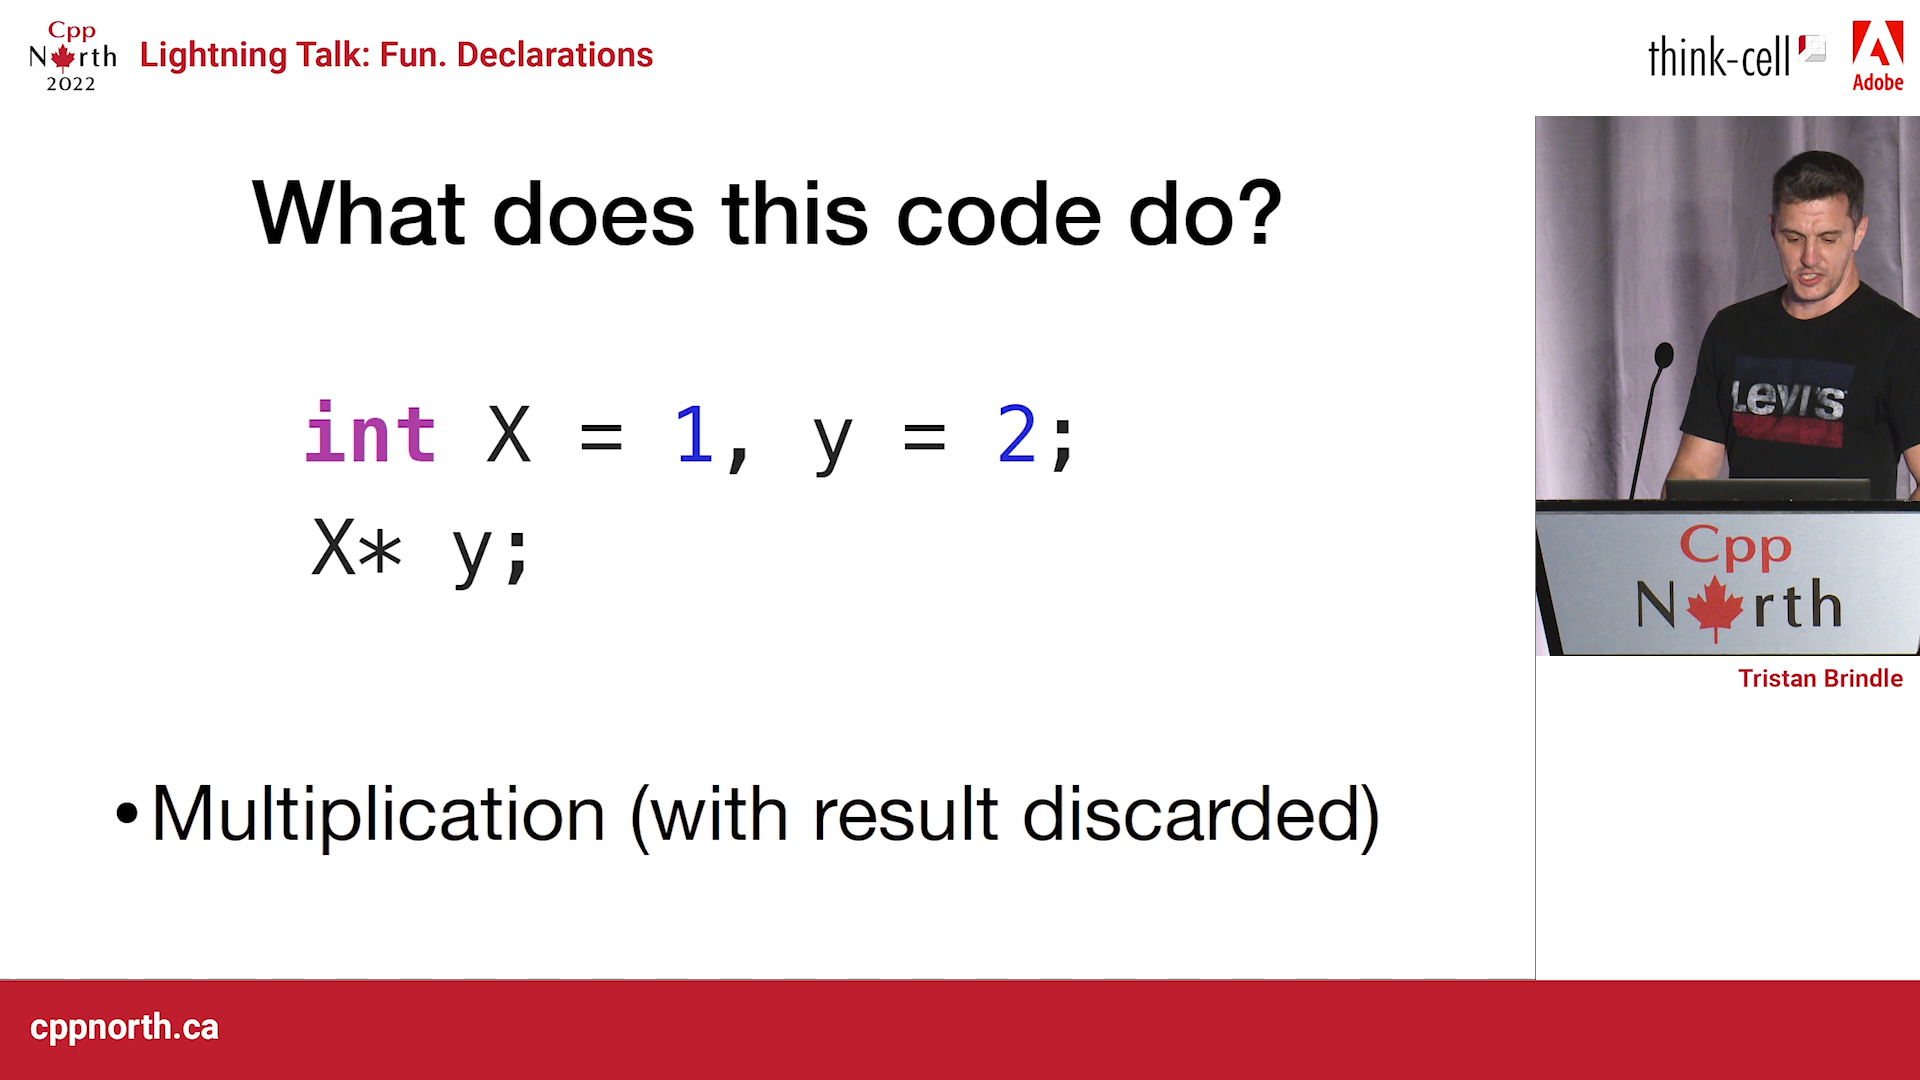 Cpp
North
2022
Lightning Talk: Fun. Declarations
think-cell
Adobe
What does this code do?
int X = 1, y = 2;
X* y;
•Multiplication (with result discarded)
LEVI'S
Cpp
North
Tristan Brindle
cppnorth.ca